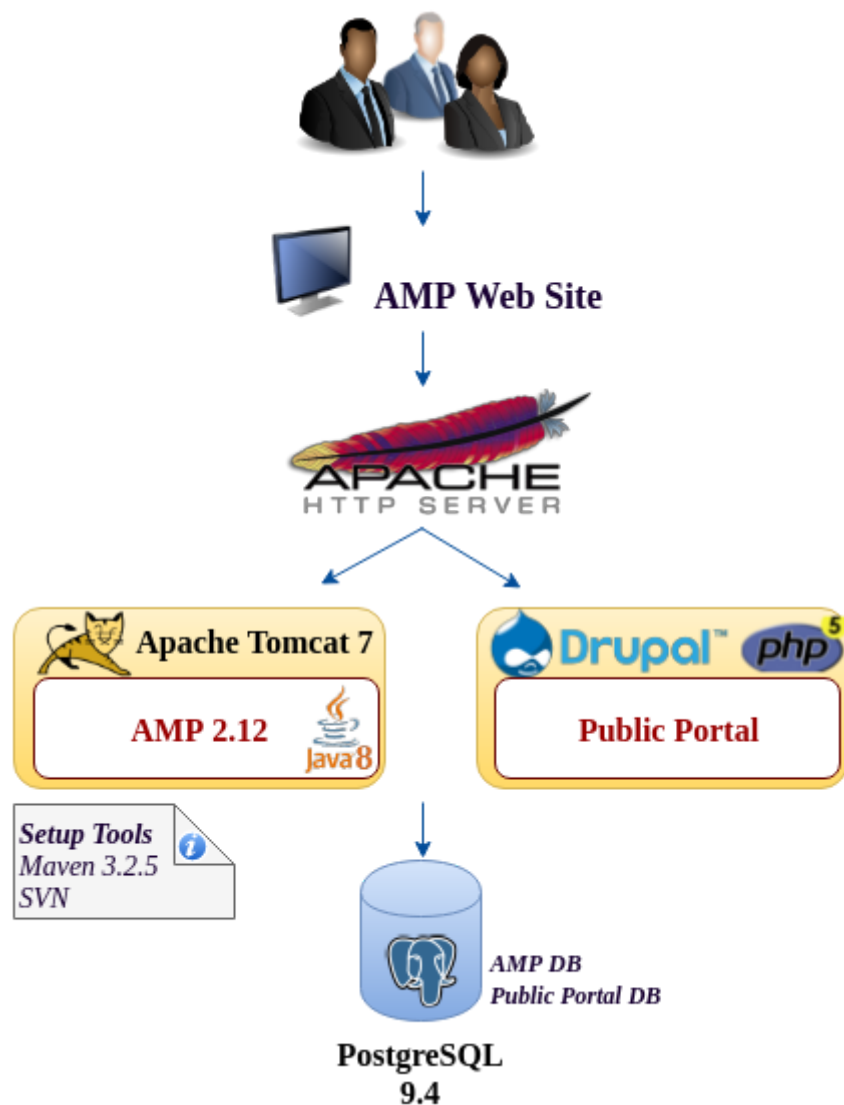 AMP Web Site
APACHE
HTTP SERVER
Apache Tomcat 7
AMP 2.12
Java 8
Drupal™
php 5
Public Portal
Setup Tools
Maven 3.2.5
SVN
AMP DB
Public Portal DB
PostgreSQL
9.4